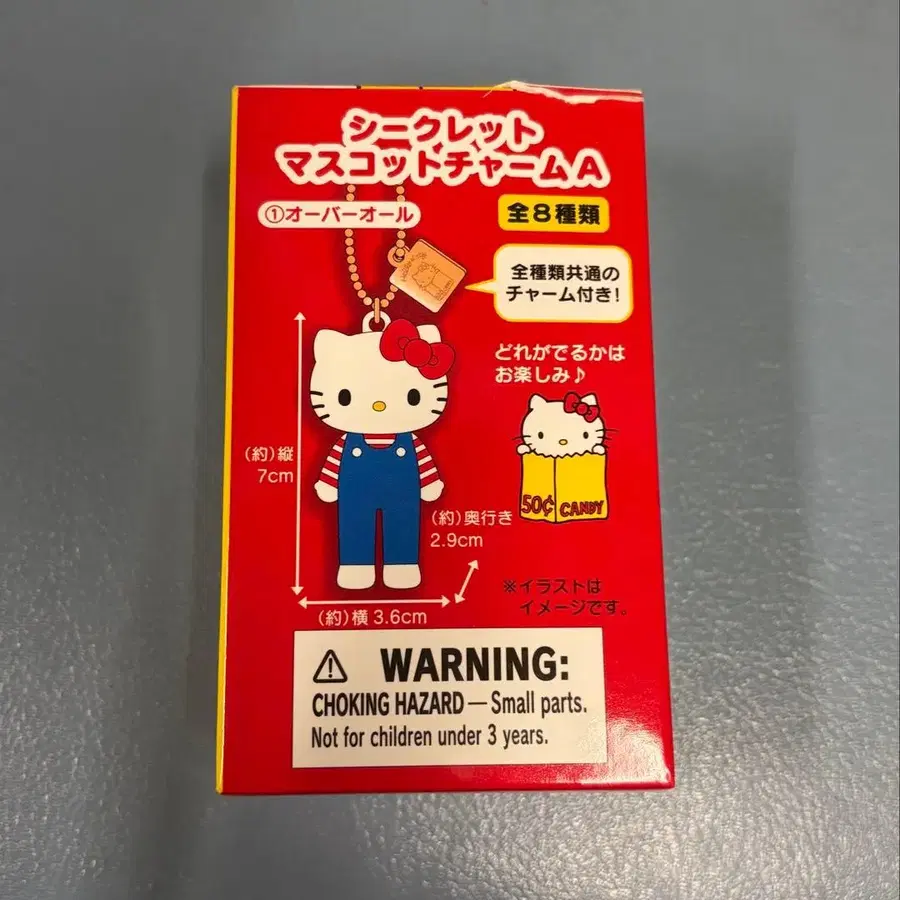 シークレット
マスコットチャームA
①オーバーオール
全8種類
全種類共通の
チャーム付き!
どれがでるかは
お楽しみ♪
(約)縦
7cm
(約)奥行き
2.9cm
50¢ CANDY
※イラストは
イメージです。
(約)横3.6cm
WARNING:
CHOKING HAZARD — Small parts.
Not for children under 3 years.